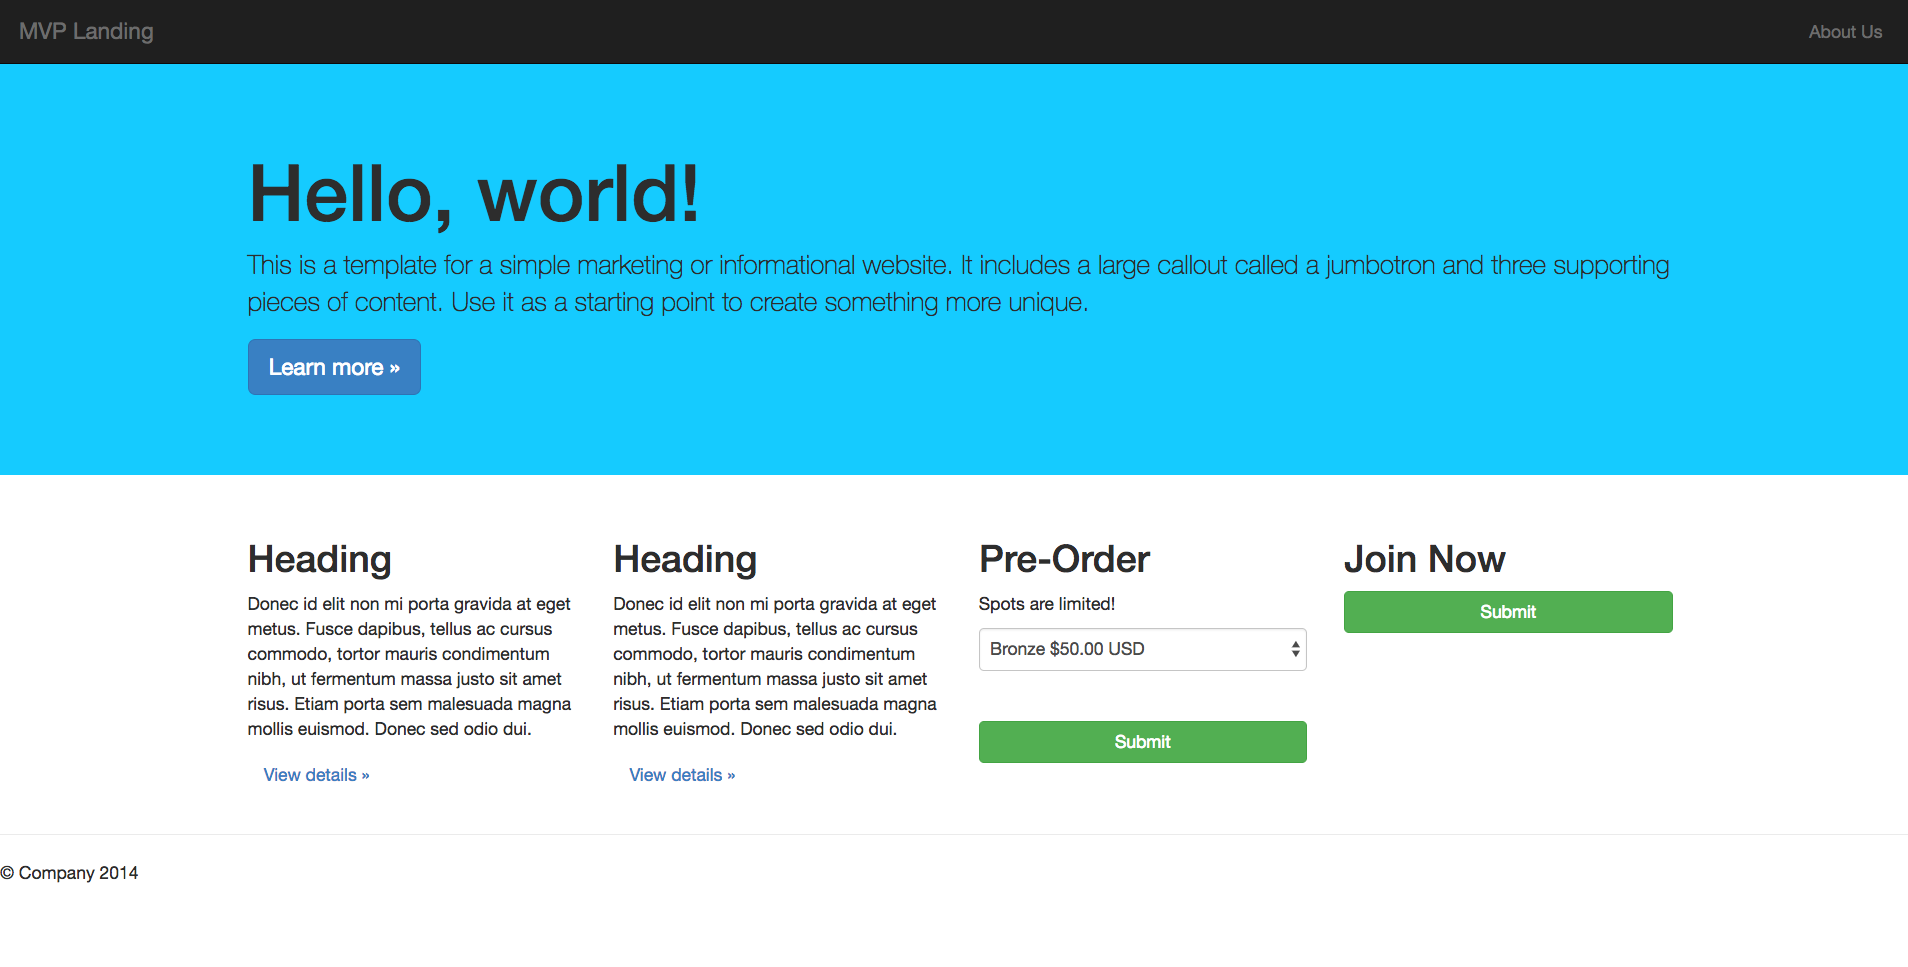 MVP Landing
About Us
Hello, world!
This is a template for a simple marketing or informational website. It includes a large callout called a jumbotron and three supporting
pieces of content. Use it as a starting point to create something more unique.
Learn more »
Heading
Donec id elit non mi porta gravida at eget
metus. Fusce dapibus, tellus ac cursus
commodo, tortor mauris condimentum
nibh, ut fermentum massa justo sit amet
risus. Etiam porta sem malesuada magna
mollis euismod. Donec sed odio dui.
View details »
Heading
Donec id elit non mi porta gravida at eget
metus. Fusce dapibus, tellus ac cursus
commodo, tortor mauris condimentum
nibh, ut fermentum massa justo sit amet
risus. Etiam porta sem malesuada magna
mollis euismod. Donec sed odio dui.
View details »
Pre-Order
Spots are limited!
Bronze $50.00 USD
Submit
Join Now
Submit
© Company 2014